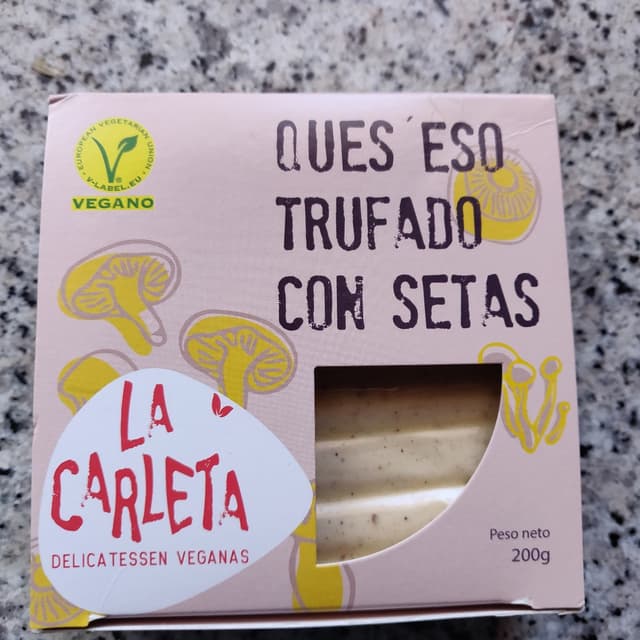 EUROPEAN VEGETARIAN UNION
V-LABEL.EU
VEGANO
QUES´ESO
TRUFADO
CON SETAS
LA
CARLETA
DELICATESSEN VEGANAS
Peso neto
200g